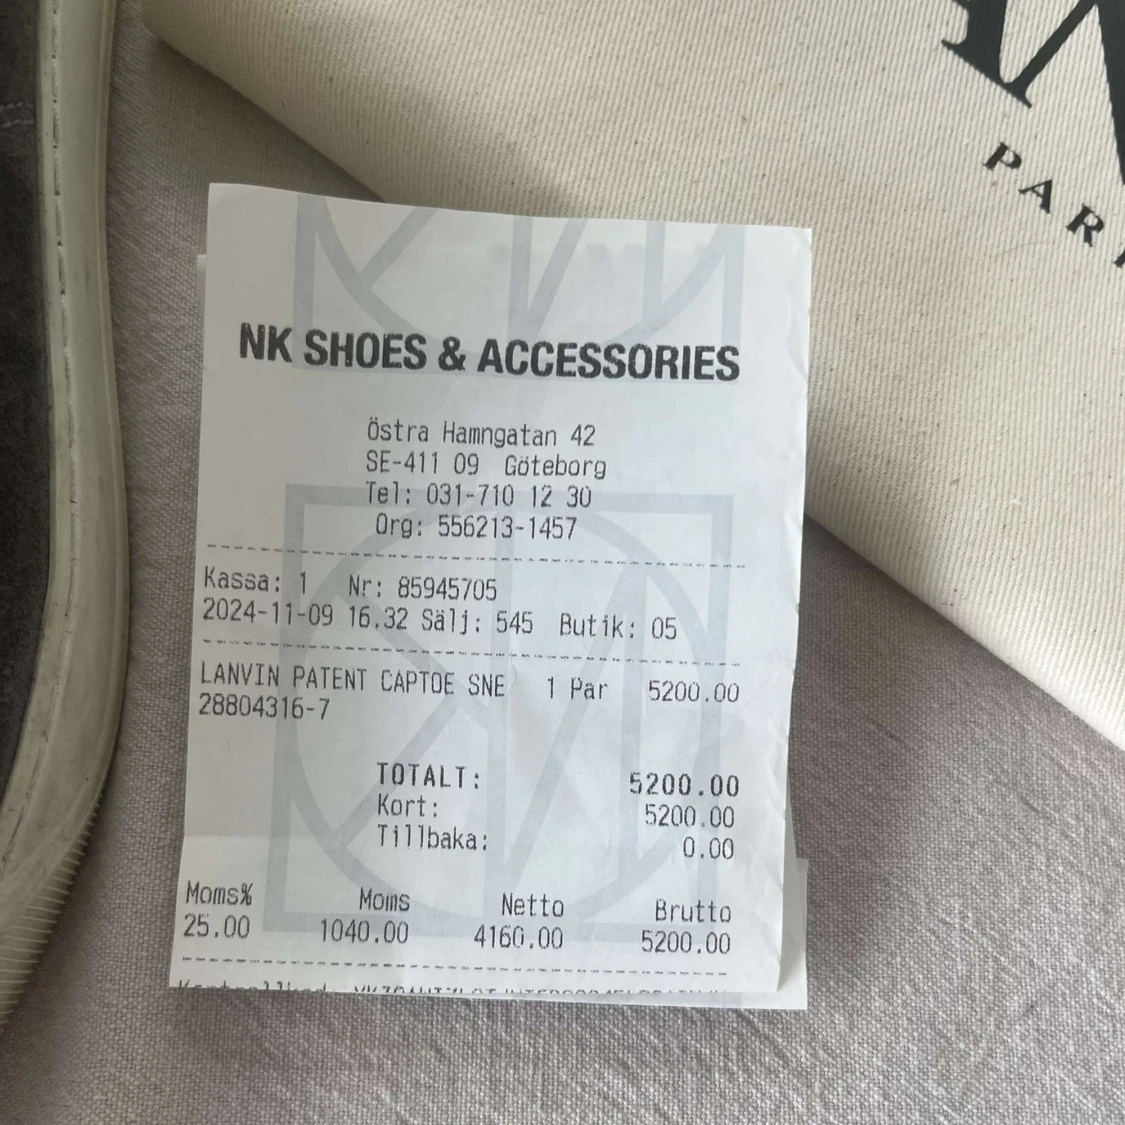 PAR
NK SHOES & ACCESSORIES
Östra Hamngatan 42
SE-411 09 Göteborg
Tel: 031-710 12 30
Org: 556213-1457
Kassa: 1 Nr: 85945705
2024-11-09 16.32 Sälj: 545 Butik: 05
LANVIN PATENT CAPTOE SNE 1 Par 5200.00
28804316-7
TOTALT: 5200.00
Kort: 5200.00
Tillbaka: 0.00
Moms% Moms Netto Brutto
25.00 1040.00 4160.00 5200.00